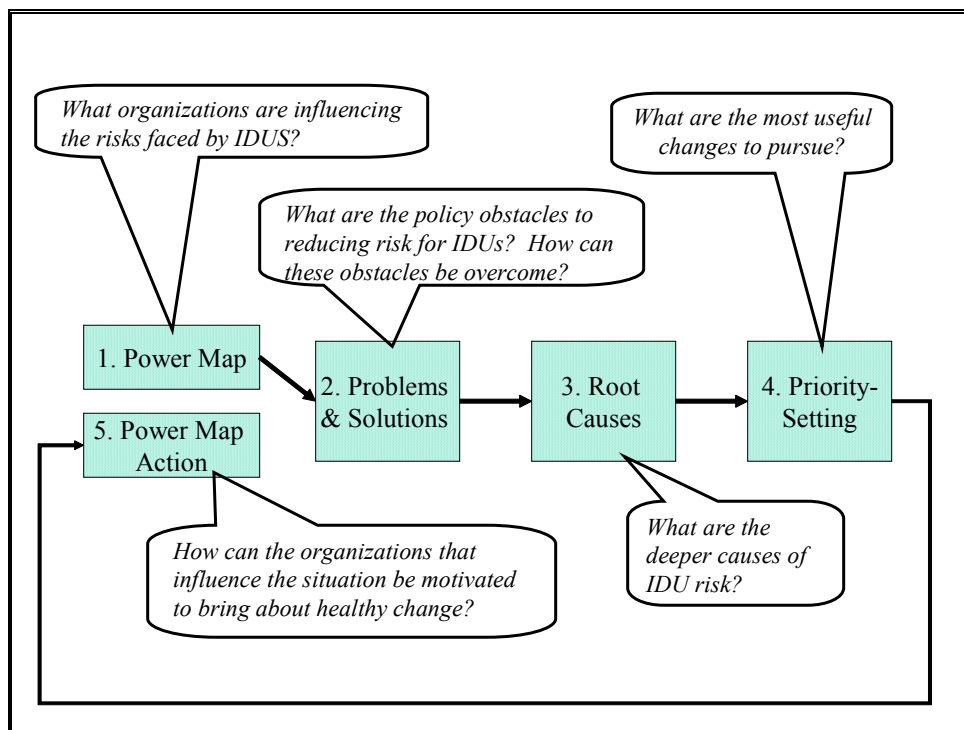 What organizations are influencing
the risks faced by IDUS?
What are the most useful
changes to pursue?
What are the policy obstacles to
reducing risk for IDUs?  How can
these obstacles be overcome?
1. Power Map
2. Problems
& Solutions
3. Root
Causes
4. Priority-
Setting
5. Power Map
Action
How can the organizations that
influence the situation be motivated
to bring about healthy change?
What are the
deeper causes of
IDU risk?